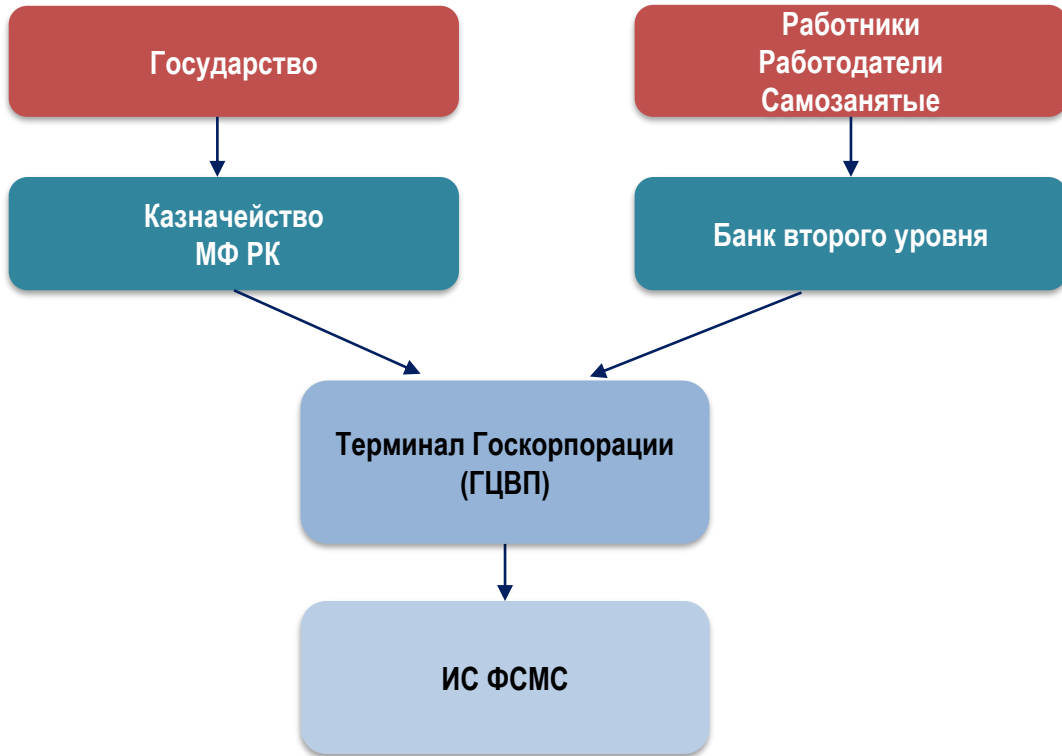 Государство
Работники
Работодатели
Самозанятые
Казначейство
МФ РК
Банк второго уровня
Терминал Госкорпорации
(ГЦВП)
ИС ФСМС